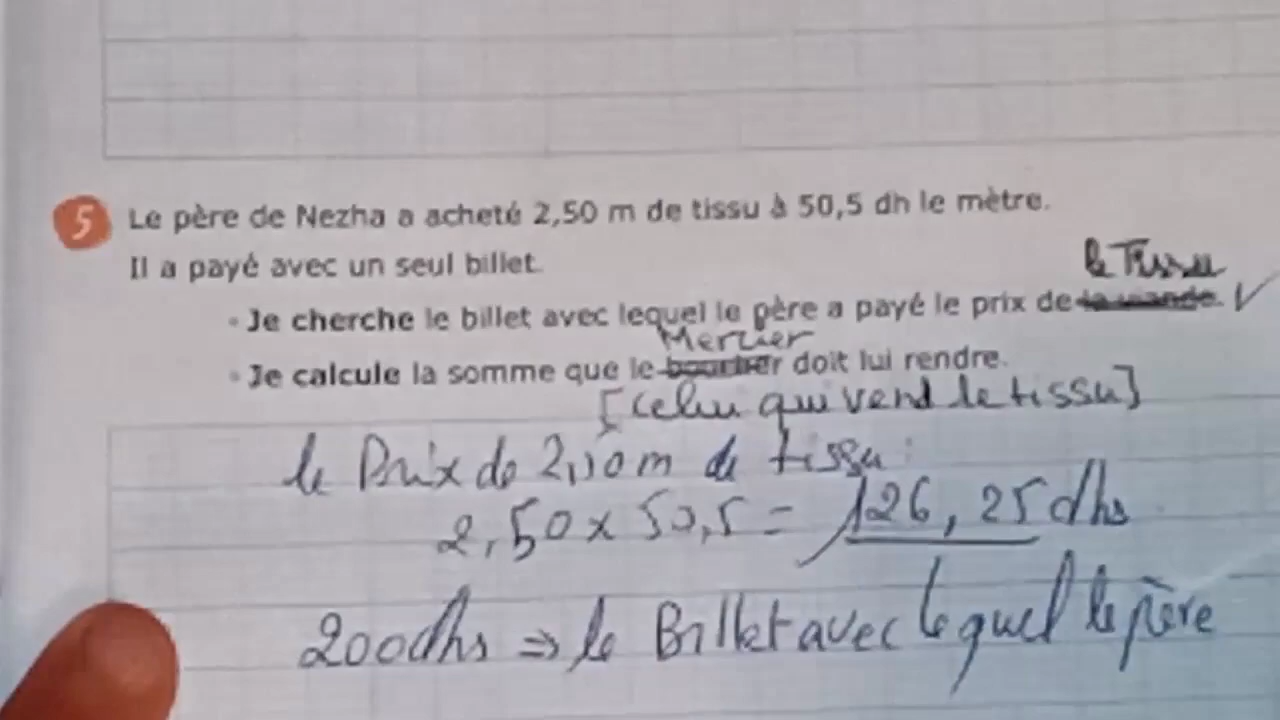 5
Le père de Nezha a acheté 2,50 m de tissu à 50,5 dh le mètre.
Il a payé avec un seul billet.
le Tissu
• Je cherche le billet avec lequel le père a payé le prix de la viande. ✓
Mercier
• Je calcule la somme que le boucher doit lui rendre.
[celui qui vend le tissu]
le Prix de 2,50 m de tissu :
2,50 x 50,5 = 126,25 dhs
200dhs ⇒ le Billet avec lequel le père